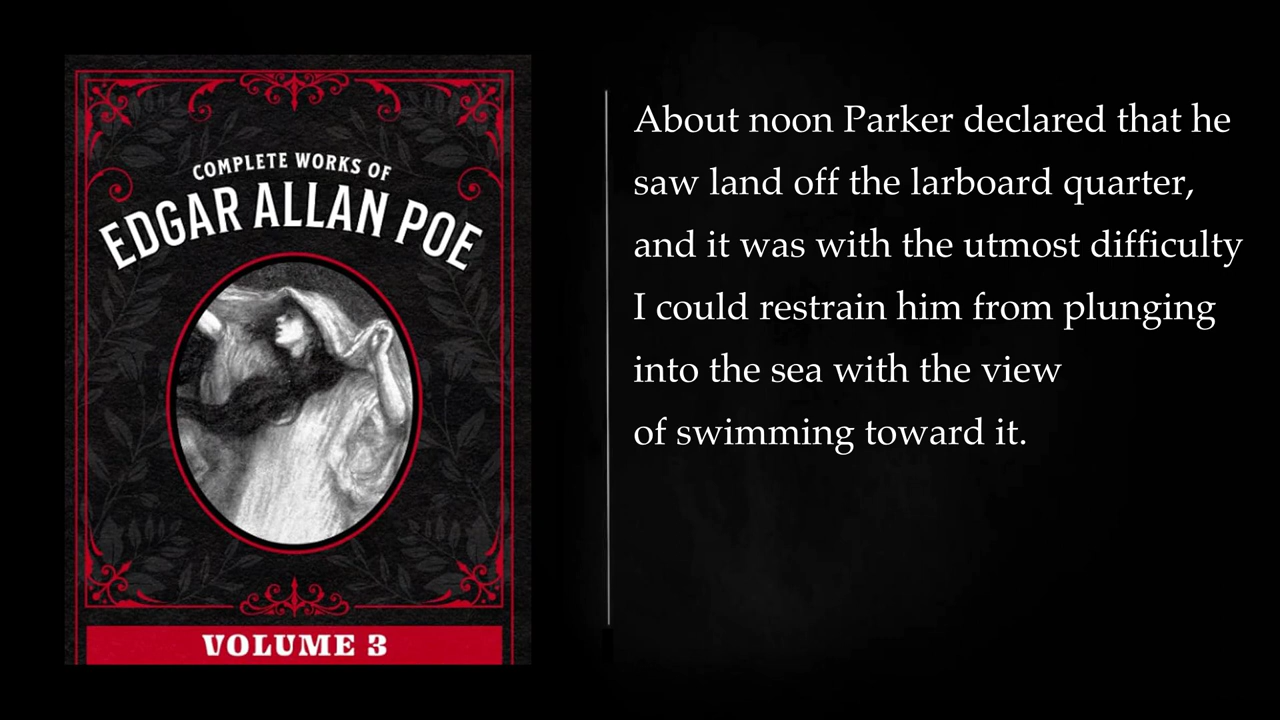 COMPLETE WORKS OF
EDGAR ALLAN POE
VOLUME 3
About noon Parker declared that he
saw land off the larboard quarter,
and it was with the utmost difficulty
I could restrain him from plunging
into the sea with the view
of swimming toward it.